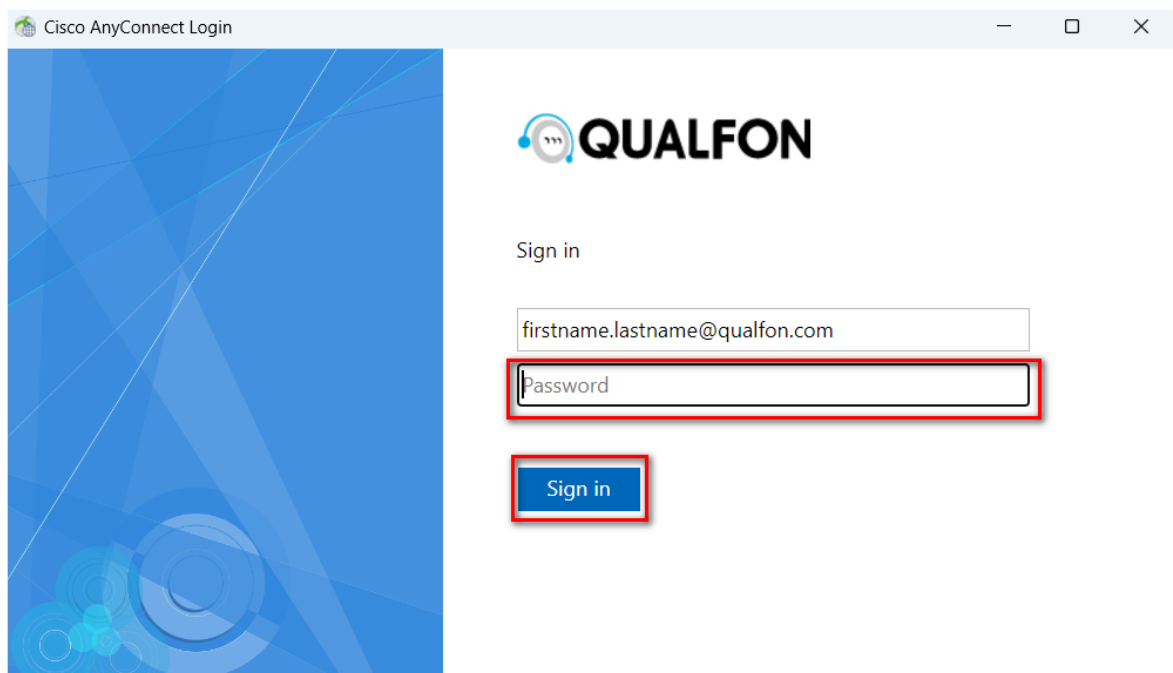 Cisco AnyConnect Login
QUALFON
Sign in
firstname.lastname@qualfon.com
Password
Sign in